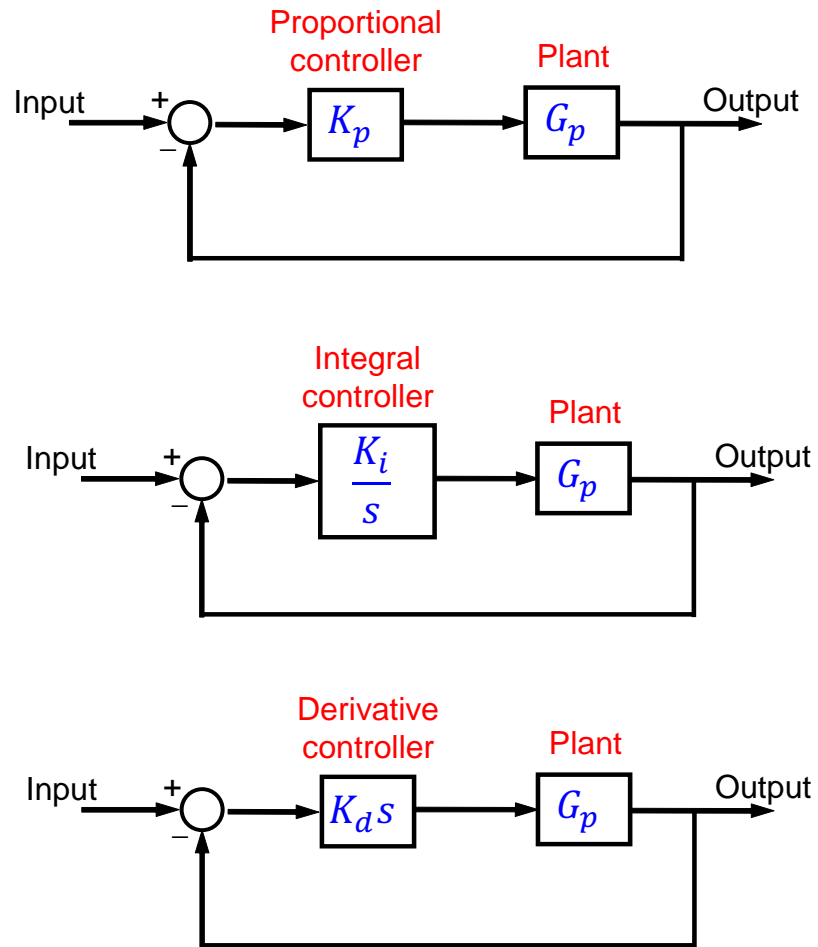 Proportional
controller
Plant
Input
+
−
K_p
G_p
Output
Integral
controller
Plant
Input
+
−
K_i
s
G_p
Output
Derivative
controller
Plant
Input
+
−
K_d s
G_p
Output